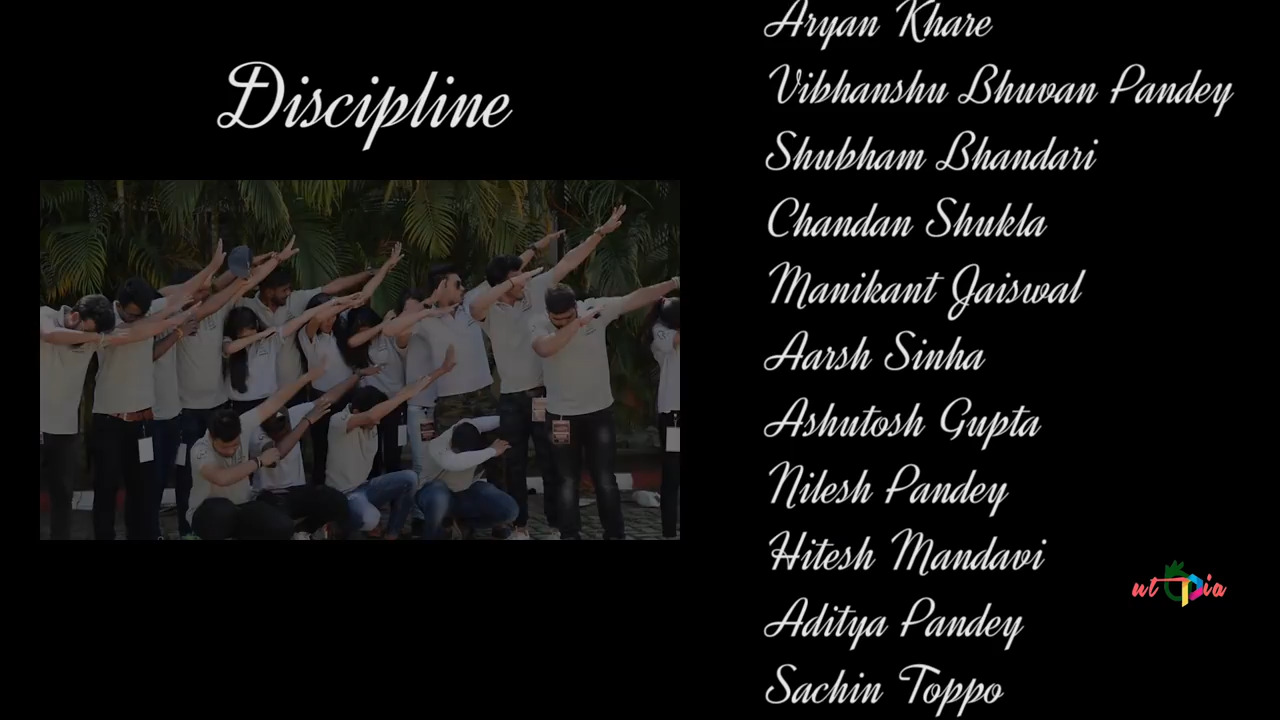 Discipline
Aryan Khare
Vibhanshu Bhuvan Pandey
Shubham Bhandari
Chandan Shukla
Manikant Jaiswal
Aarsh Sinha
Ashutosh Gupta
Nilesh Pandey
Hitesh Mandavi
Aditya Pandey
Sachin Toppo
utopia